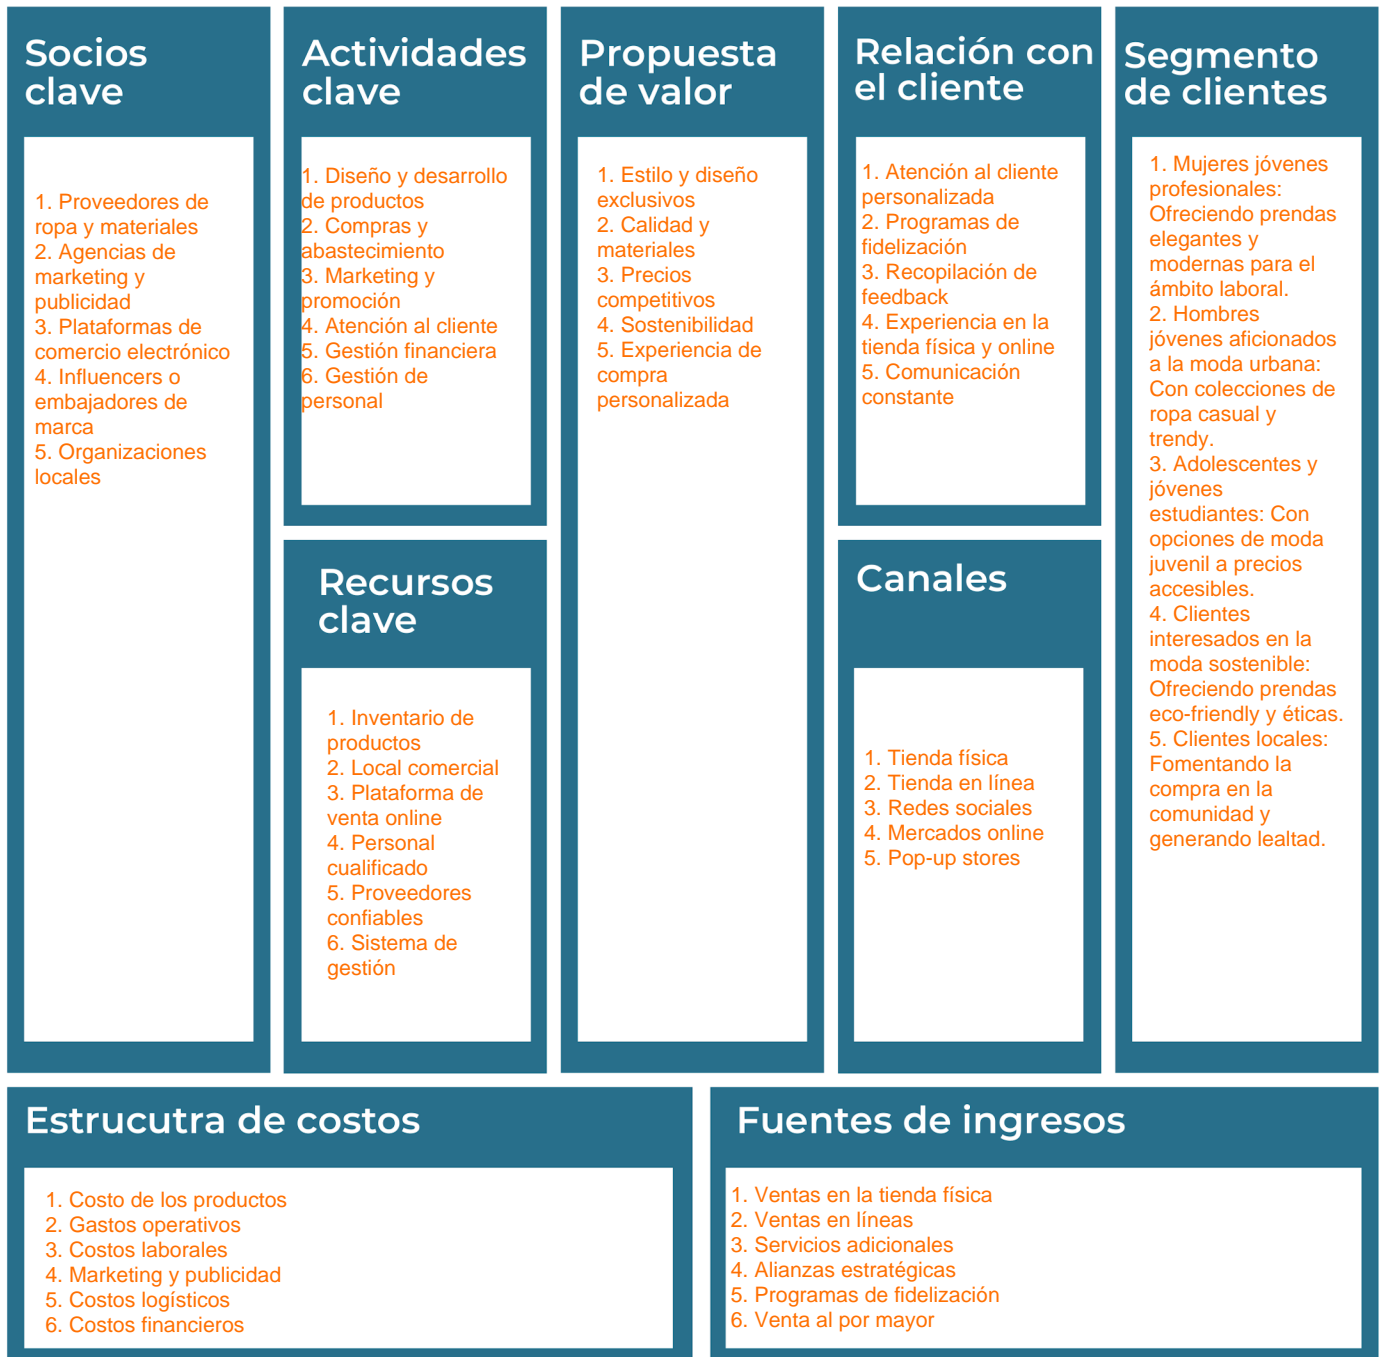 Socios
clave
1. Proveedores de
ropa y materiales
2. Agencias de
marketing y
publicidad
3. Plataformas de
comercio electrónico
4. Influencers o
embajadores de
marca
5. Organizaciones
locales
Actividades
clave
1. Diseño y desarrollo
de productos
2. Compras y
abastecimiento
3. Marketing y
promoción
4. Atención al cliente
5. Gestión financiera
6. Gestión de
personal
Recursos
clave
1. Inventario de
productos
2. Local comercial
3. Plataforma de
venta online
4. Personal
cualificado
5. Proveedores
confiables
6. Sistema de
gestión
Propuesta
de valor
1. Estilo y diseño
exclusivos
2. Calidad y
materiales
3. Precios
competitivos
4. Sostenibilidad
5. Experiencia de
compra
personalizada
Relación con
el cliente
1. Atención al cliente
personalizada
2. Programas de
fidelización
3. Recopilación de
feedback
4. Experiencia en la
tienda física y online
5. Comunicación
constante
Canales
1. Tienda física
2. Tienda en línea
3. Redes sociales
4. Mercados online
5. Pop-up stores
Segmento
de clientes
1. Mujeres jóvenes
profesionales:
Ofreciendo prendas
elegantes y
modernas para el
ámbito laboral.
2. Hombres
jóvenes aficionados
a la moda urbana:
Con colecciones de
ropa casual y
trendy.
3. Adolescentes y
jóvenes
estudiantes: Con
opciones de moda
juvenil a precios
accesibles.
4. Clientes
interesados en la
moda sostenible:
Ofreciendo prendas
eco-friendly y éticas.
5. Clientes locales:
Fomentando la
compra en la
comunidad y
generando lealtad.
Estrucutra de costos
1. Costo de los productos
2. Gastos operativos
3. Costos laborales
4. Marketing y publicidad
5. Costos logísticos
6. Costos financieros
Fuentes de ingresos
1. Ventas en la tienda física
2. Ventas en líneas
3. Servicios adicionales
4. Alianzas estratégicas
5. Programas de fidelización
6. Venta al por mayor